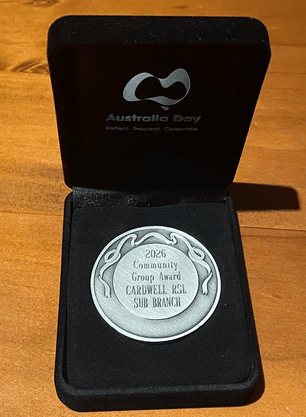 Australia Day
Reflect. Respect. Celebrate.
2026
Community
Group Award
CARDWELL RSL
SUB BRANCH